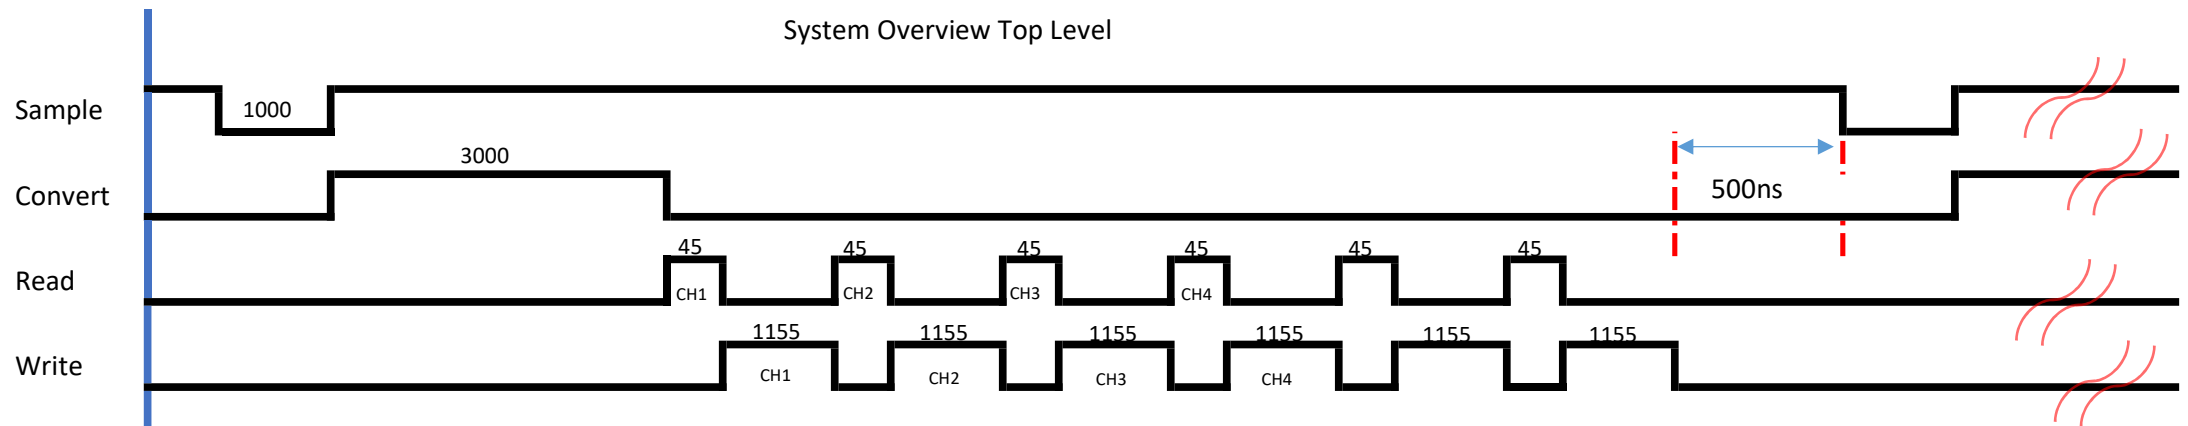 System Overview Top Level
Sample
1000
3000
Convert
500ns
45 45 45 45 45 45
Read
CH1 CH2 CH3 CH4
1155 1155 1155 1155 1155 1155
Write
CH1 CH2 CH3 CH4